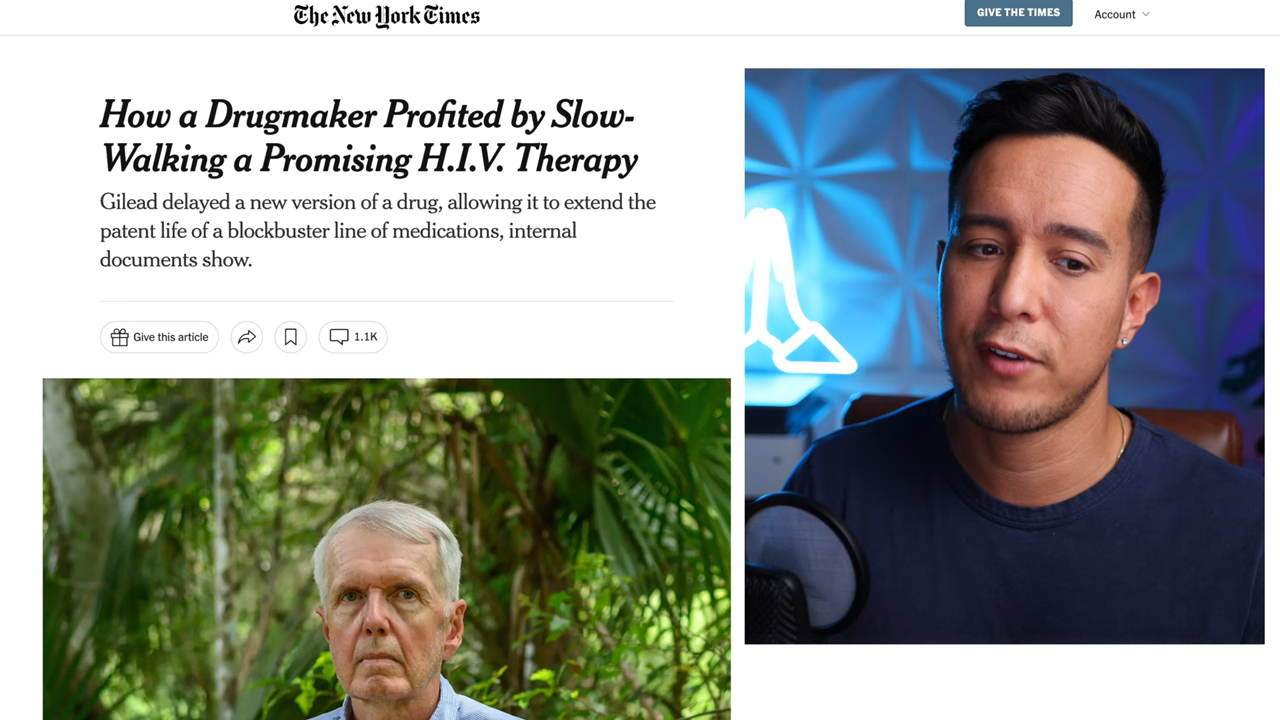 The New York Times
GIVE THE TIMES
Account
How a Drugmaker Profited by Slow-
Walking a Promising H.I.V. Therapy
Gilead delayed a new version of a drug, allowing it to extend the
patent life of a blockbuster line of medications, internal
documents show.
Give this article
1.1K